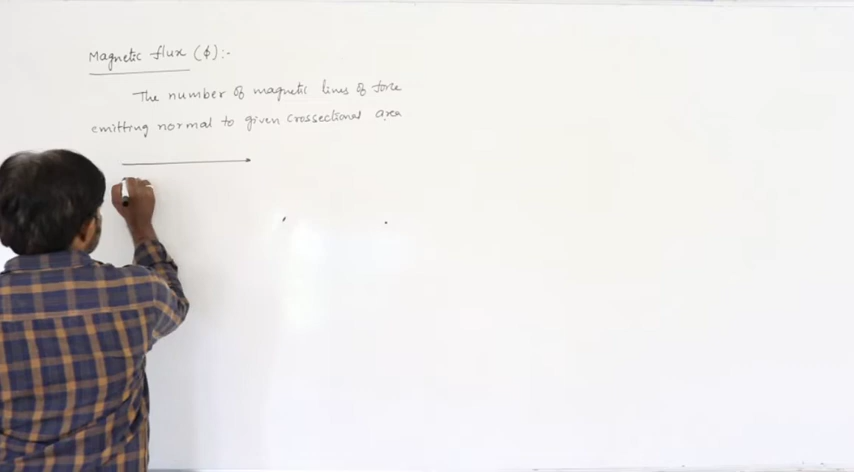 Magnetic flux (ϕ):-
The number of magnetic lines of force
emitting normal to given crossectional area